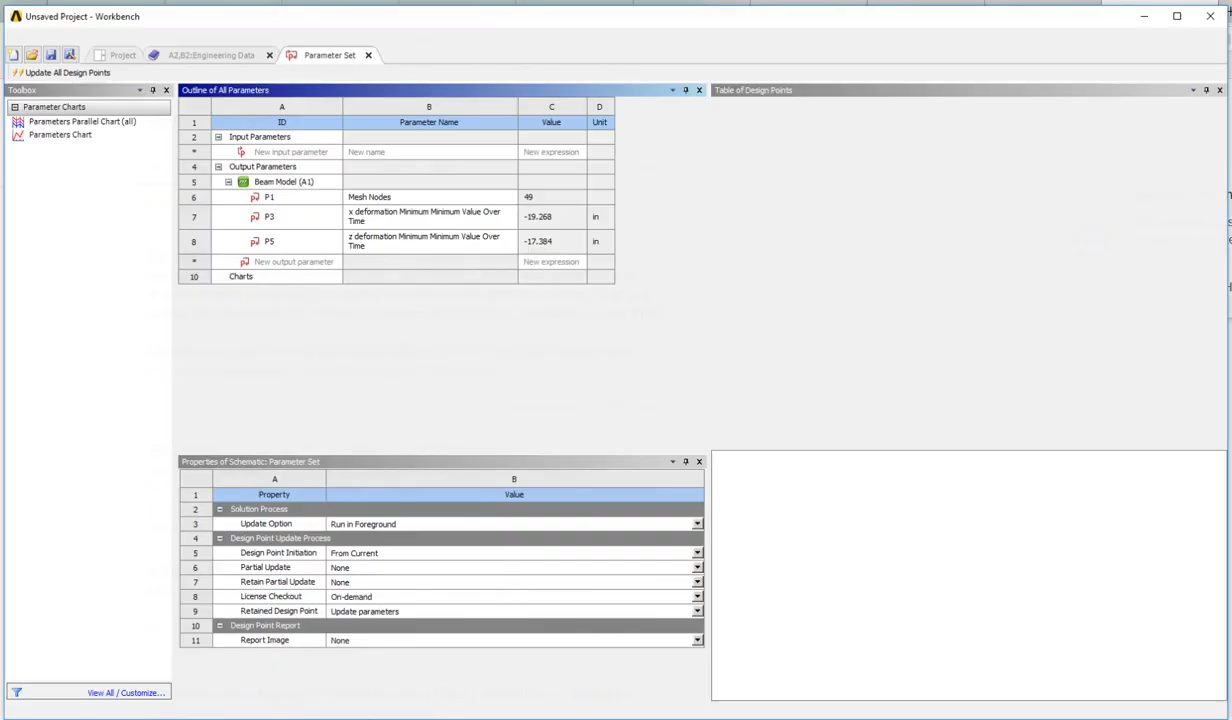 Unsaved Project - Workbench
Project
A2,B2:Engineering Data
Parameter Set
Update All Design Points
Toolbox
Parameter Charts
Parameters Parallel Chart (all)
Parameters Chart
View All / Customize...
Outline of All Parameters
A B C D
1 ID Parameter Name Value Unit
2 Input Parameters
* New input parameter New name New expression
4 Output Parameters
5 Beam Model (A1)
6 P1 Mesh Nodes 49
7 P3 x deformation Minimum Minimum Value Over
Time -19.268 in
8 P5 z deformation Minimum Minimum Value Over
Time -17.384 in
* New output parameter New expression
10 Charts
Table of Design Points
Properties of Schematic: Parameter Set
A B
1 Property Value
2 Solution Process
3 Update Option Run in Foreground
4 Design Point Update Process
5 Design Point Initiation From Current
6 Partial Update None
7 Retain Partial Update None
8 License Checkout On-demand
9 Retained Design Point Update parameters
10 Design Point Report
11 Report Image None